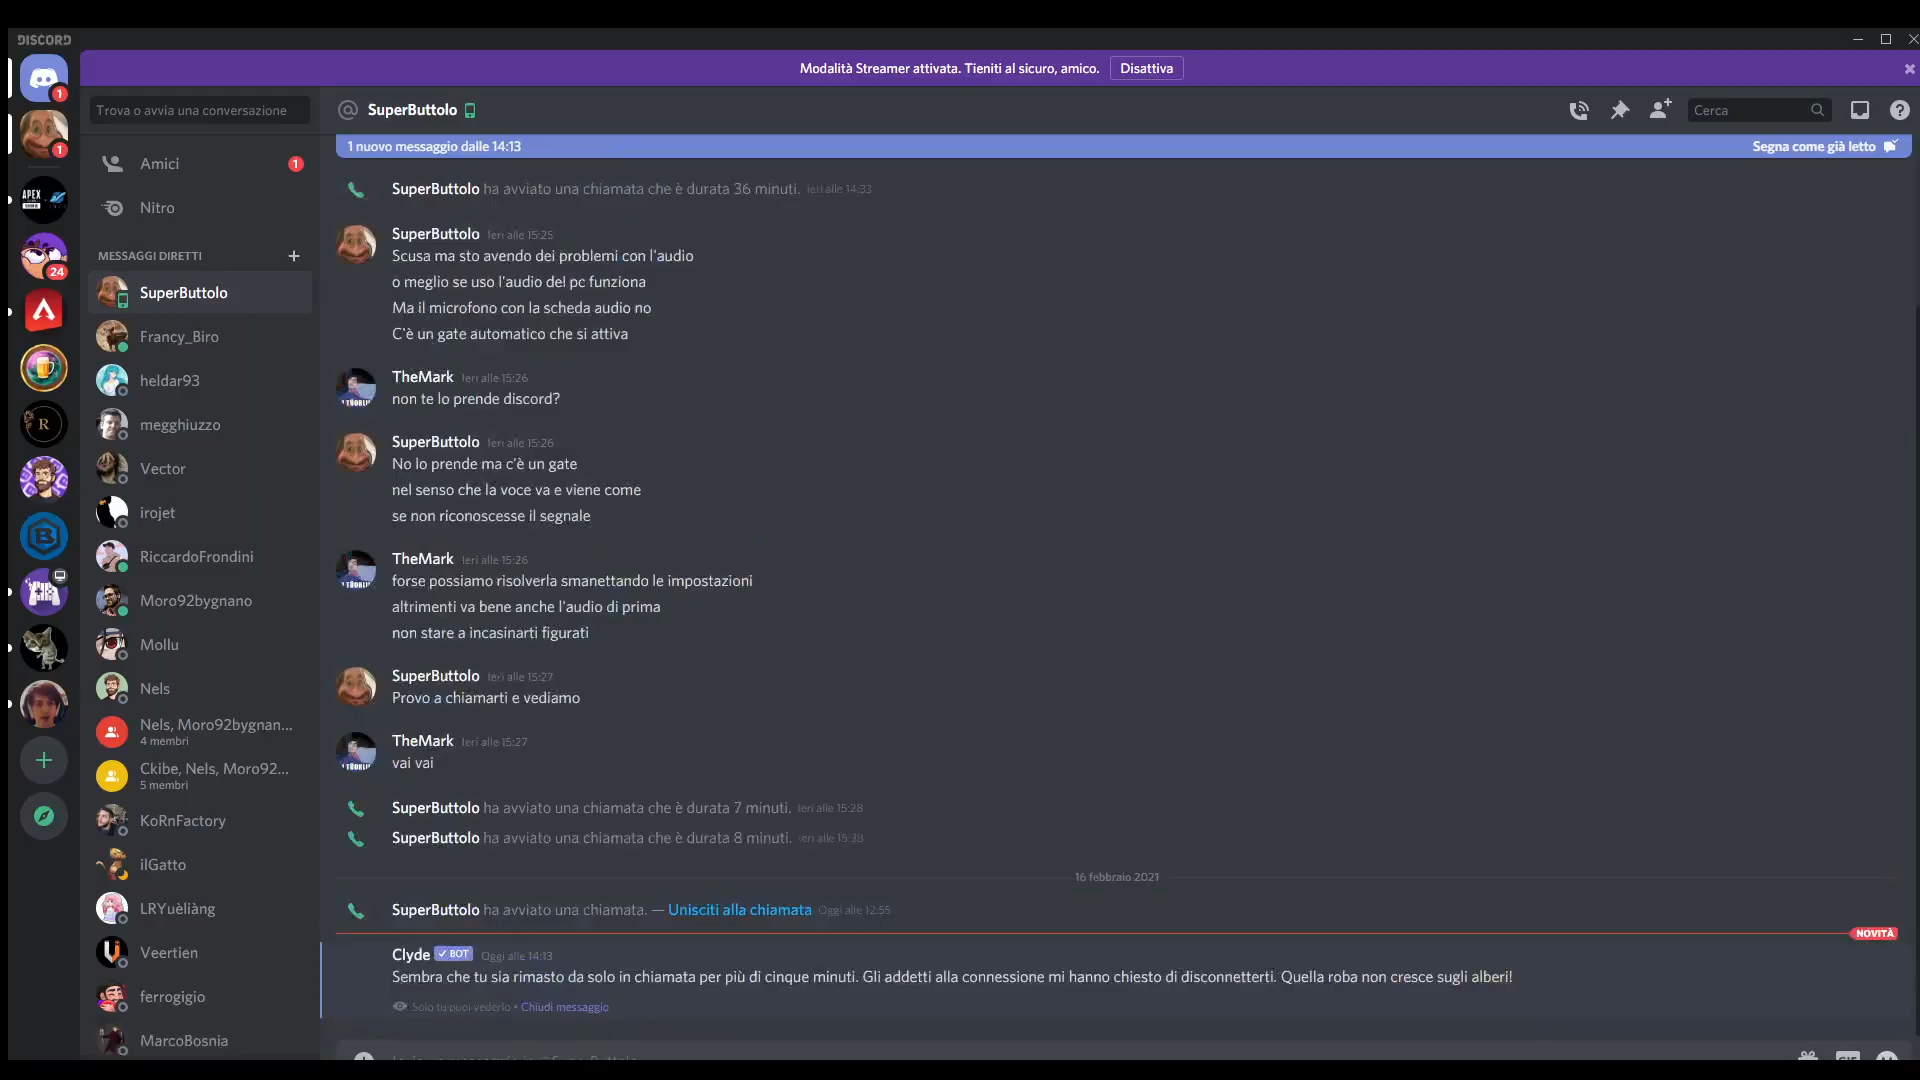 DISCORD
Modalità Streamer attivata. Tieniti al sicuro, amico. Disattiva
1
Trova o avvia una conversazione
SuperButtolo
Cerca
1
1 nuovo messaggio dalle 14:13
Segna come già letto
Amici 1
Nitro
MESSAGGI DIRETTI
SuperButtolo
Francy_Biro
heldar93
megghiuzzo
Vector
irojet
RiccardoFrondini
Moro92bygnano
Mollu
Nels
Nels, Moro92bygnan...
4 membri
Ckibe, Nels, Moro92...
5 membri
KoRnFactory
ilGatto
LRYuèliàng
Veertien
ferrogigio
MarcoBosnia
APEX
24
R
B
SuperButtolo ha avviato una chiamata che è durata 36 minuti. Ieri alle 14:33
SuperButtolo Ieri alle 15:25
Scusa ma sto avendo dei problemi con l'audio
o meglio se uso l'audio del pc funziona
Ma il microfono con la scheda audio no
C'è un gate automatico che si attiva
TheMark Ieri alle 15:26
non te lo prende discord?
SuperButtolo Ieri alle 15:26
No lo prende ma c'è un gate
nel senso che la voce va e viene come
se non riconoscesse il segnale
TheMark Ieri alle 15:26
forse possiamo risolverla smanettando le impostazioni
altrimenti va bene anche l'audio di prima
non stare a incasinarti figurati
SuperButtolo Ieri alle 15:27
Provo a chiamarti e vediamo
TheMark Ieri alle 15:27
vai vai
SuperButtolo ha avviato una chiamata che è durata 7 minuti. Ieri alle 15:28
SuperButtolo ha avviato una chiamata che è durata 8 minuti. Ieri alle 15:38
16 febbraio 2021
SuperButtolo ha avviato una chiamata. — Unisciti alla chiamata Oggi alle 12:55
NOVITÀ
Clyde BOT Oggi alle 14:13
Sembra che tu sia rimasto da solo in chiamata per più di cinque minuti. Gli addetti alla connessione mi hanno chiesto di disconnetterti. Quella roba non cresce sugli alberi!
Solo tu puoi vederlo • Chiudi messaggio